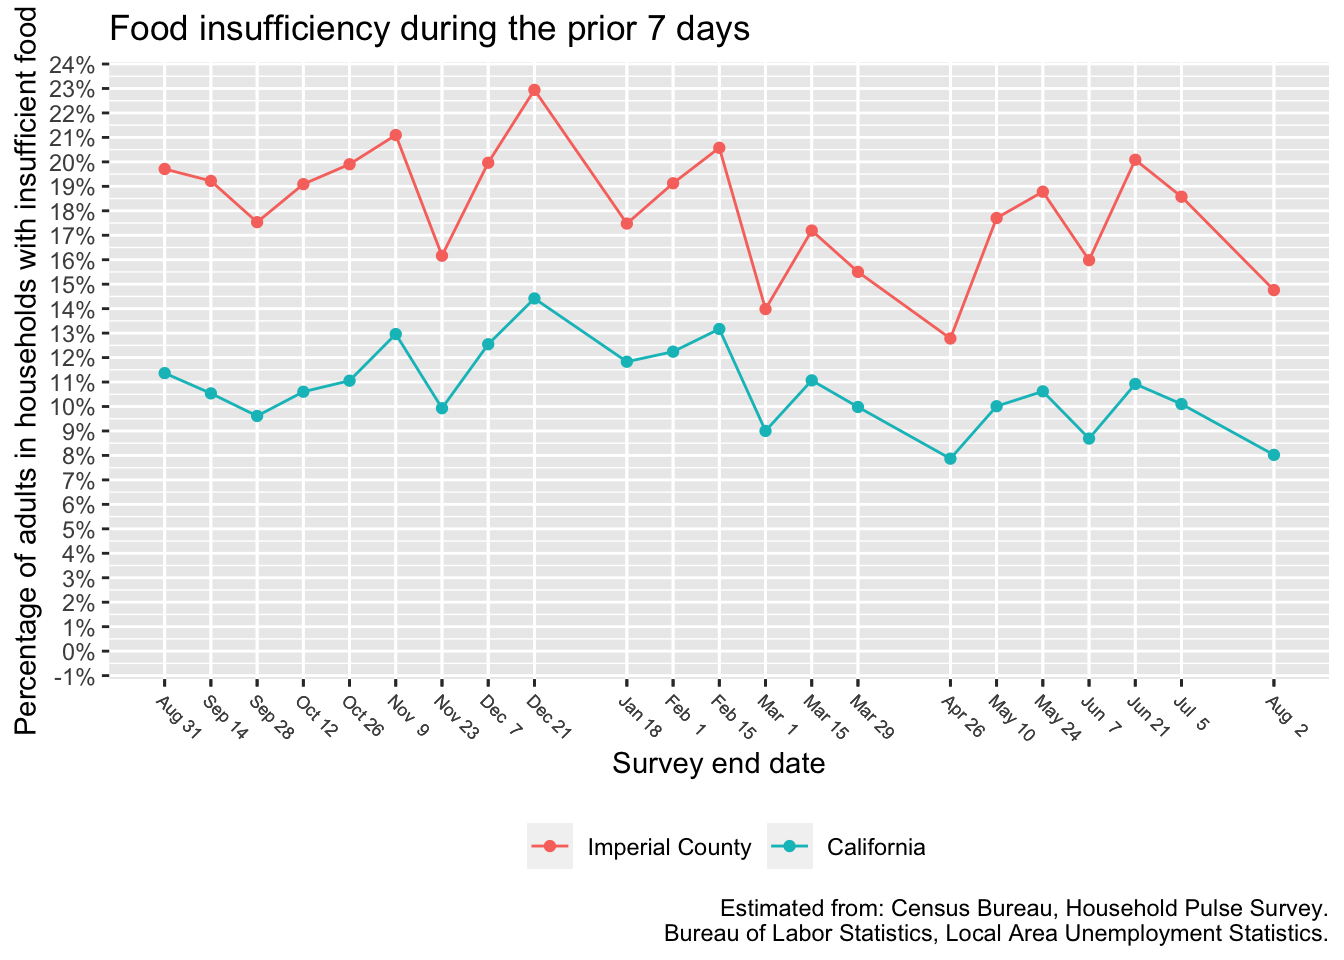 Food insufficiency during the prior 7 days
Percentage of adults in households with insufficient food
24%
23%
22%
21%
20%
19%
18%
17%
16%
15%
14%
13%
12%
11%
10%
9%
8%
7%
6%
5%
4%
3%
2%
1%
0%
-1%
Aug 31
Sep 14
Sep 28
Oct 12
Oct 26
Nov 9
Nov 23
Dec 7
Dec 21
Jan 18
Feb 1
Feb 15
Mar 1
Mar 15
Mar 29
Apr 26
May 10
May 24
Jun 7
Jun 21
Jul 5
Aug 2
Survey end date
Imperial County
California
Estimated from: Census Bureau, Household Pulse Survey.
Bureau of Labor Statistics, Local Area Unemployment Statistics.